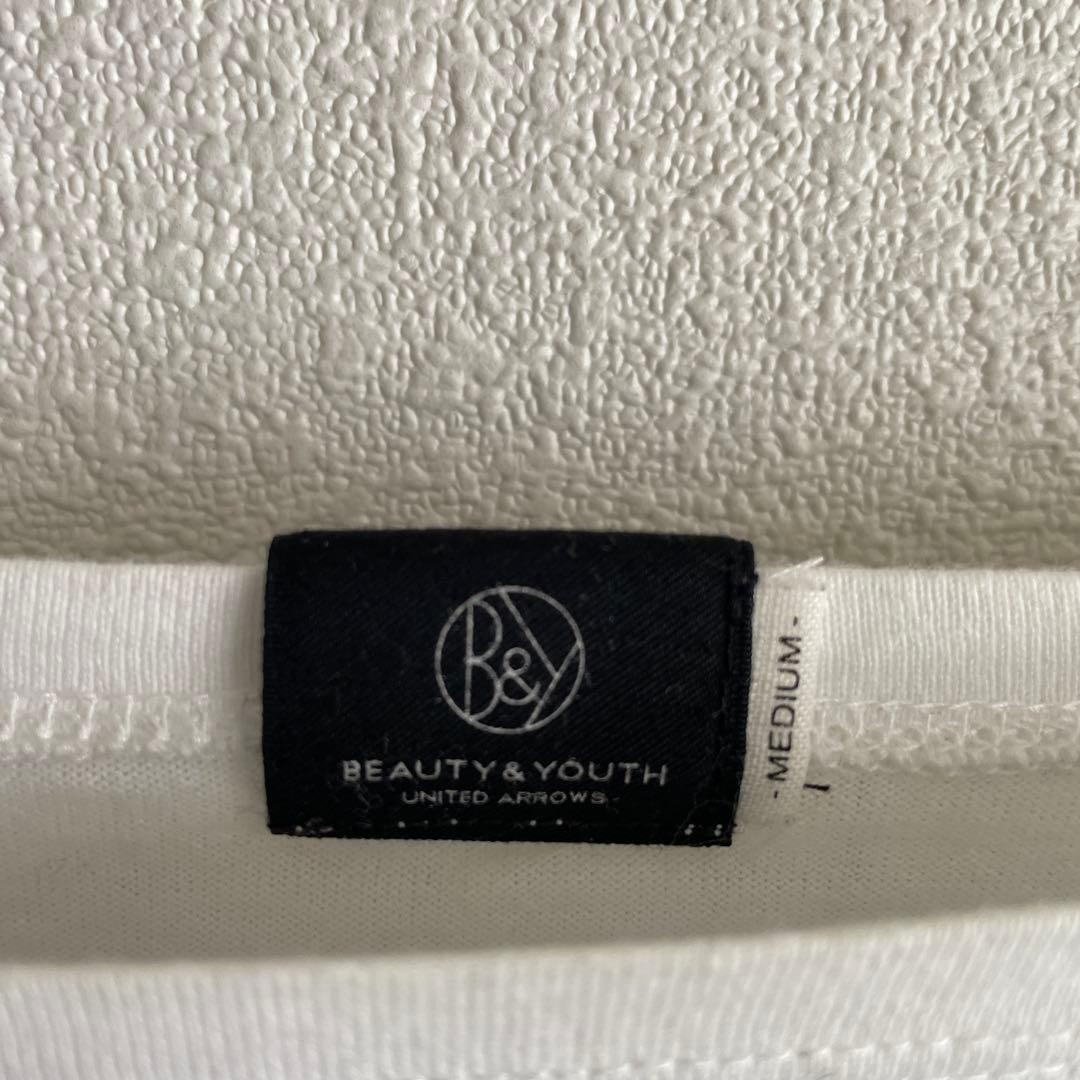 B&Y
BEAUTY & YOUTH
UNITED ARROWS
- MEDIUM -